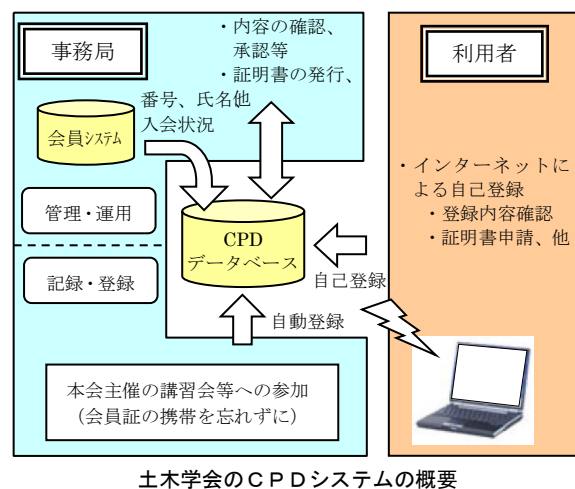 事務局
・内容の確認、
承認等
・証明書の発行、
他
番号、氏名
入会状況
会員システム
管理・運用
記録・登録
CPD
データベース
自己登録
自動登録
本会主催の講習会等への参加
(会員証の携帯を忘れずに)
利用者
・インターネットに
よる自己登録
・登録内容確認
・証明書申請、他
土木学会のCPDシステムの概要